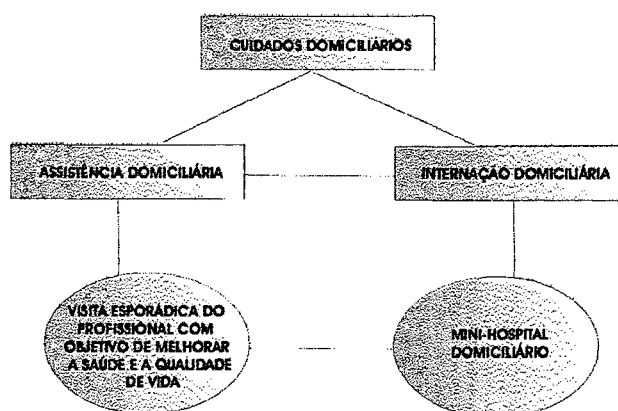 CUIDADOS DOMICILIÁRIOS
ASSISTÊNCIA DOMICILIÁRIA
INTERNAÇÃO DOMICILIÁRIA
VISITA ESPORÁDICA DO
PROFISSIONAL COM
OBJETIVO DE MELHORAR
A SAÚDE E A QUALIDADE
DE VIDA
MINI-HOSPITAL
DOMICILIÁRIO